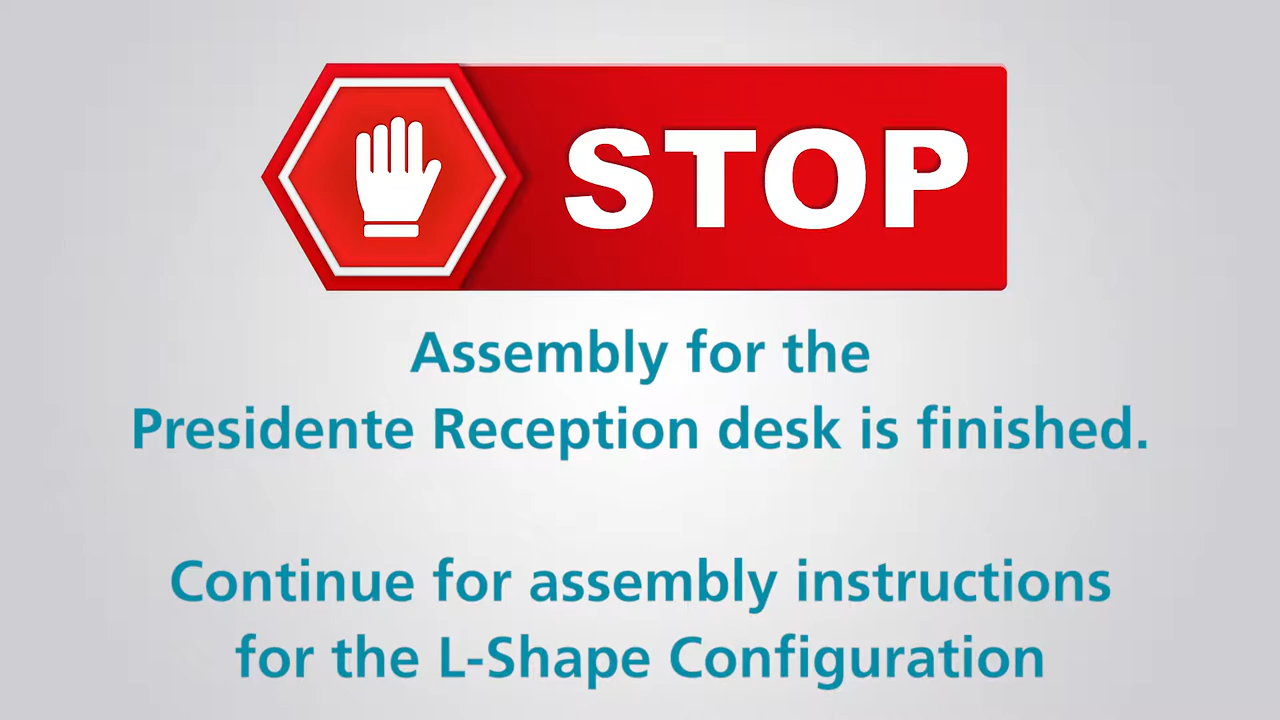 STOP
Assembly for the
Presidente Reception desk is finished.
Continue for assembly instructions
for the L-Shape Configuration